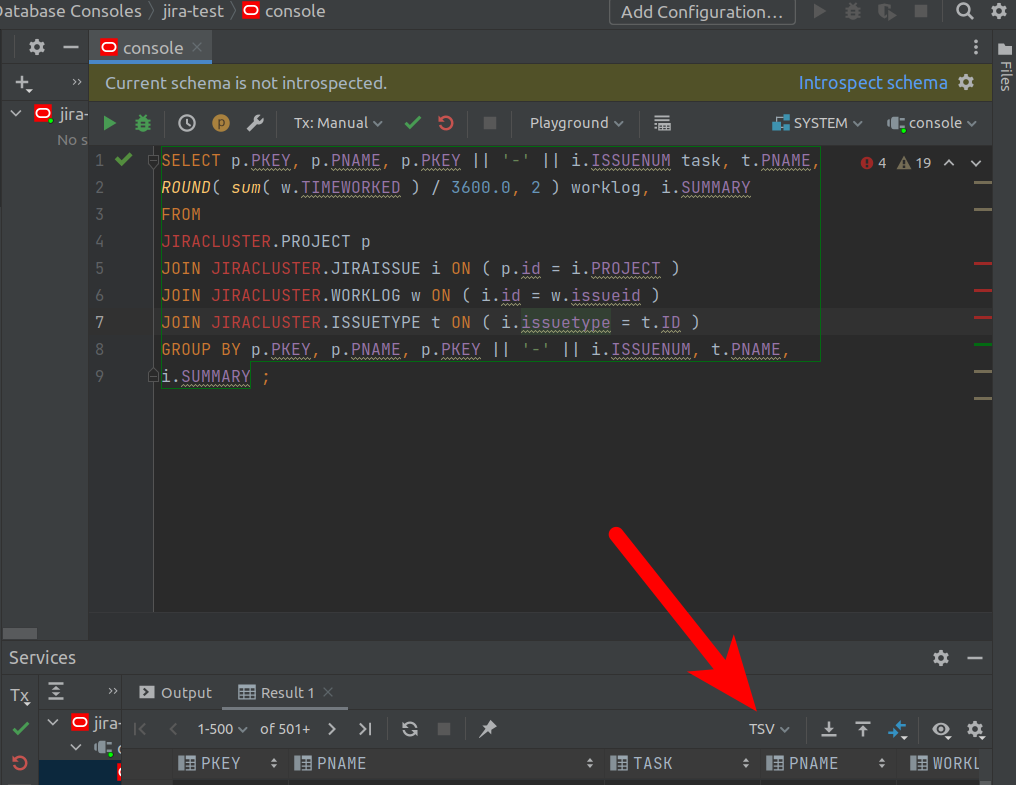 Database Consoles
jira-test
console
Add Configuration...
console
Files
Current schema is not introspected.
Introspect schema
jira-
No s
Tx: Manual
Playground
SYSTEM
console
4
19
1 SELECT p.PKEY, p.PNAME, p.PKEY || '-' || i.ISSUENUM task, t.PNAME,
2 ROUND( sum( w.TIMEWORKED ) / 3600.0, 2 ) worklog, i.SUMMARY
3 FROM
4 JIRACLUSTER.PROJECT p
5 JOIN JIRACLUSTER.JIRAISSUE i ON ( p.id = i.PROJECT )
6 JOIN JIRACLUSTER.WORKLOG w ON ( i.id = w.issueid )
7 JOIN JIRACLUSTER.ISSUETYPE t ON ( i.issuetype = t.ID )
8 GROUP BY p.PKEY, p.PNAME, p.PKEY || '-' || i.ISSUENUM, t.PNAME,
9 i.SUMMARY ;
Services
Tx
Output
Result 1
jira-
1-500
of 501+
TSV
PKEY
PNAME
TASK
PNAME
WORKL